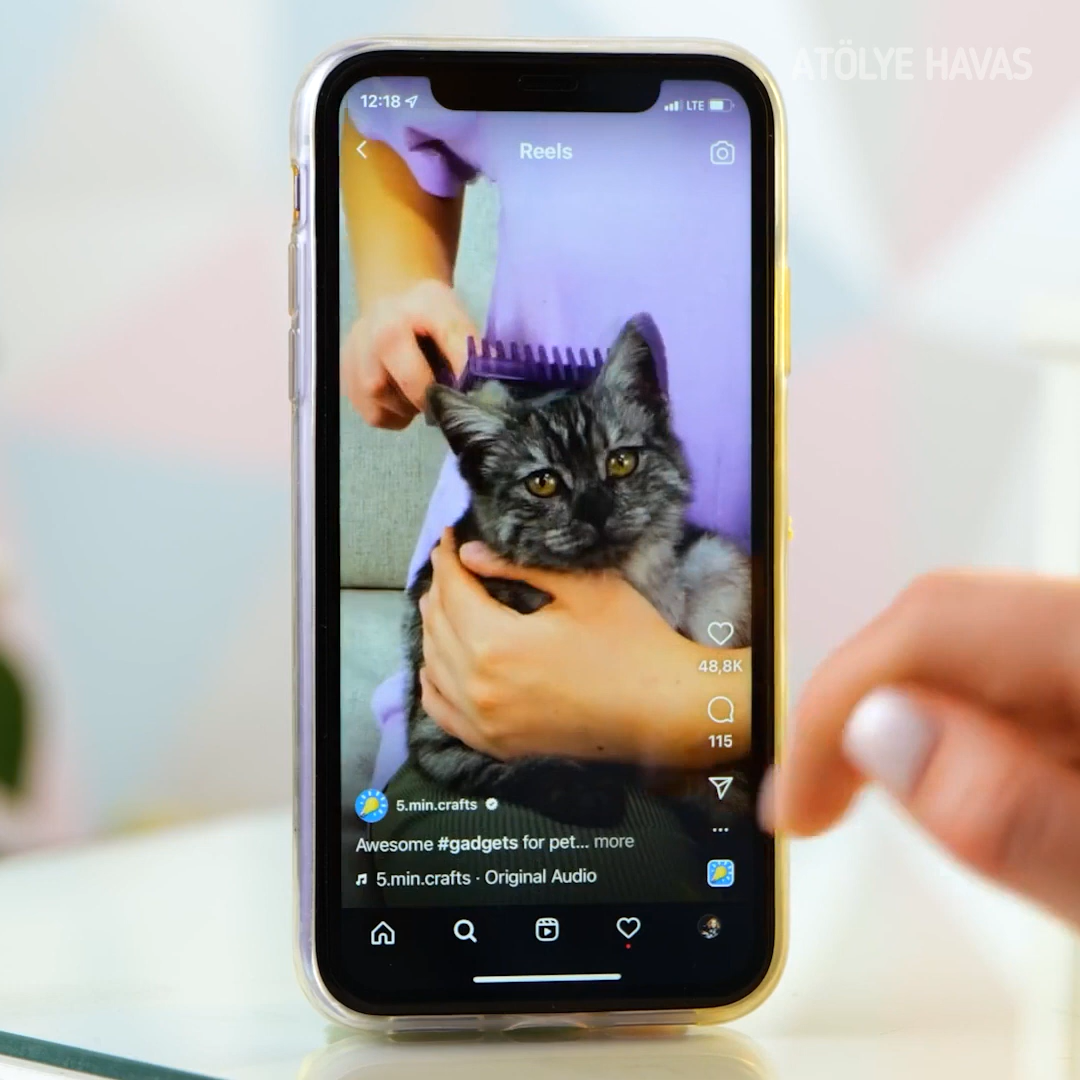 ATÖLYE HAVAS
12:18
LTE
Reels
48,8K
115
5.min.crafts
Awesome #gadgets for pet... more
5.min.crafts · Original Audio